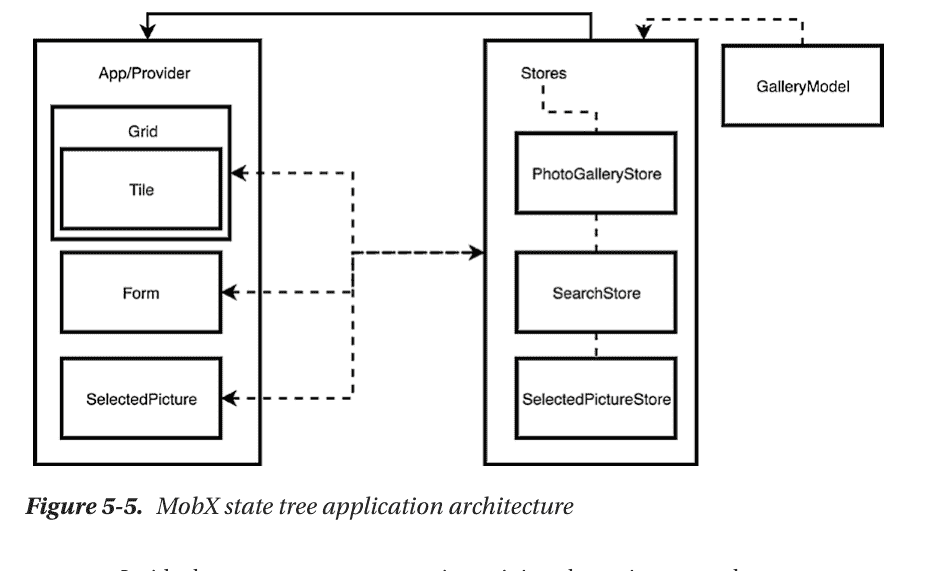 App/Provider
Grid
Tile
Form
SelectedPicture
Stores
PhotoGalleryStore
SearchStore
SelectedPictureStore
GalleryModel
Figure 5-5. MobX state tree application architecture